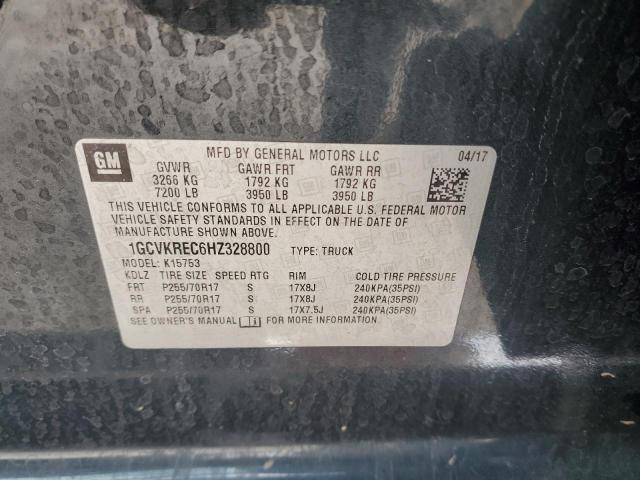 GM
MFD BY GENERAL MOTORS LLC 04/17
GVWR GAWR FRT GAWR RR
3266 KG 1792 KG 1792 KG
7200 LB 3950 LB 3950 LB
THIS VEHICLE CONFORMS TO ALL APPLICABLE U.S. FEDERAL MOTOR
VEHICLE SAFETY STANDARDS IN EFFECT ON THE DATE OF
MANUFACTURE SHOWN ABOVE.
1GCVKREC6HZ328800 TYPE: TRUCK
MODEL: K15753
KDLZ TIRE SIZE SPEED RTG RIM COLD TIRE PRESSURE
FRT P255/70R17 S 17X8J 240KPA(35PSI)
RR P255/70R17 S 17X8J 240KPA(35PSI)
SPA P255/70R17 S 17X7.5J 240KPA(35PSI)
SEE OWNER'S MANUAL FOR MORE INFORMATION.